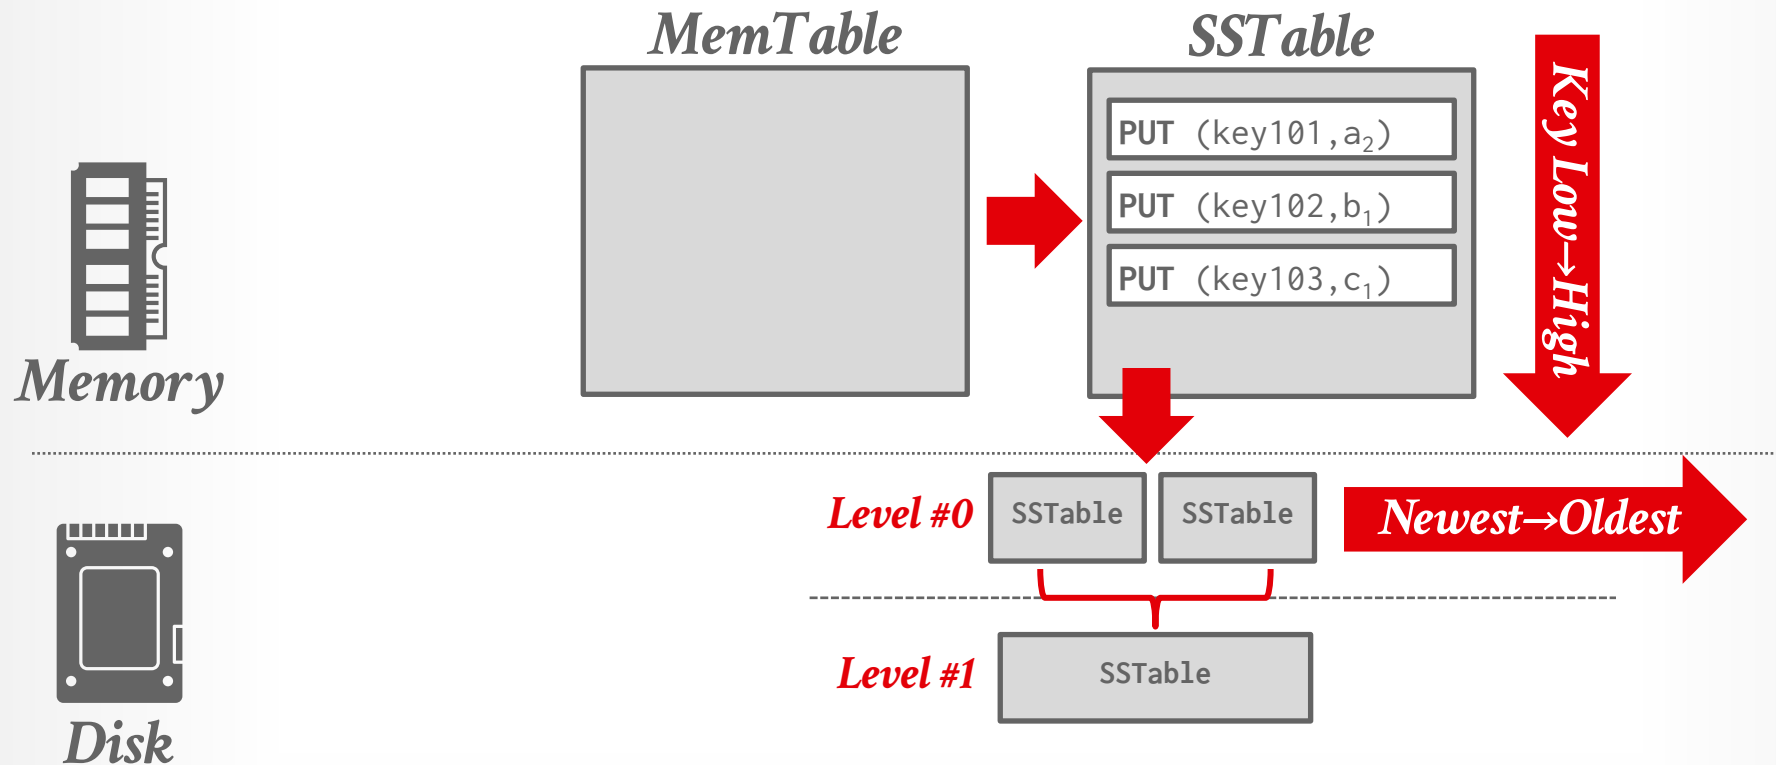 MemTable
SSTable
PUT (key101,a₂)
PUT (key102,b₁)
PUT (key103,c₁)
Key Low→High
Memory
Level #0
SSTable
SSTable
Newest→Oldest
Level #1
SSTable
Disk